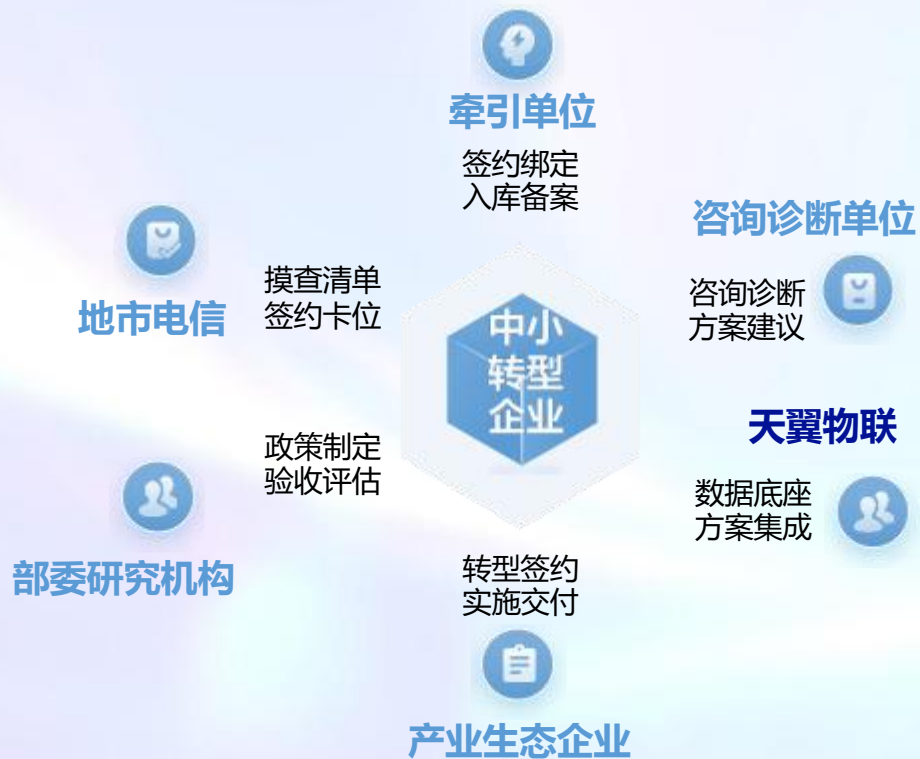 牵引单位
签约绑定
入库备案
咨询诊断单位
咨询诊断
方案建议
地市电信
摸查清单
签约卡位
中小
转型
企业
天翼物联
数据底座
方案集成
政策制定
验收评估
部委研究机构
转型签约
实施交付
产业生态企业